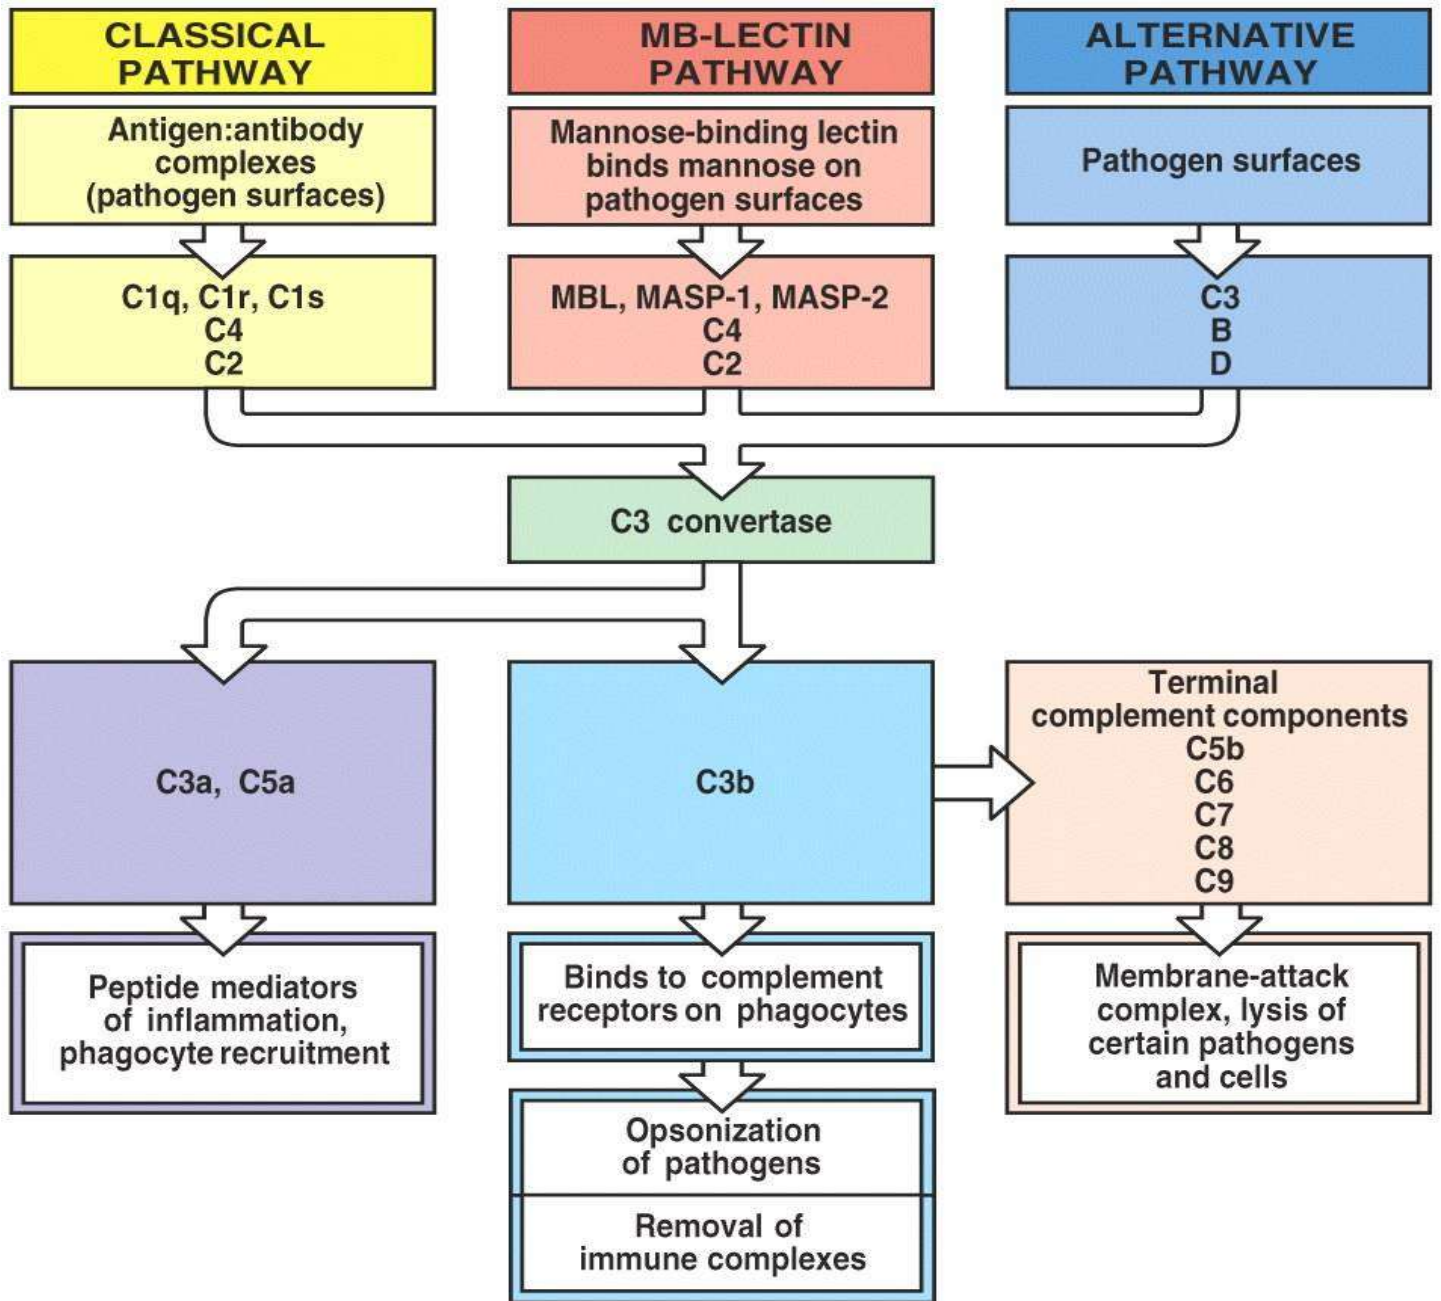 CLASSICAL
PATHWAY
MB-LECTIN
PATHWAY
ALTERNATIVE
PATHWAY
Antigen:antibody
complexes
(pathogen surfaces)
Mannose-binding lectin
binds mannose on
pathogen surfaces
Pathogen surfaces
C1q, C1r, C1s
C4
C2
MBL, MASP-1, MASP-2
C4
C2
C3
B
D
C3 convertase
C3a, C5a
C3b
Terminal
complement components
C5b
C6
C7
C8
C9
Peptide mediators
of inflammation,
phagocyte recruitment
Binds to complement
receptors on phagocytes
Membrane-attack
complex, lysis of
certain pathogens
and cells
Opsonization
of pathogens
Removal of
immune complexes